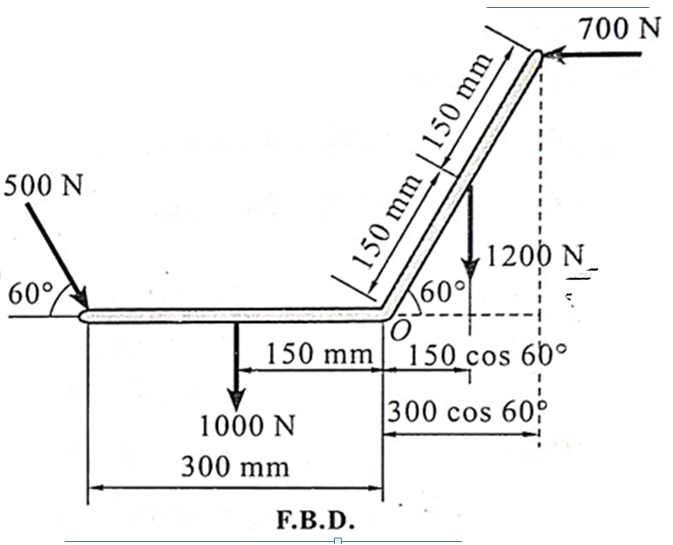 700 N
150 mm
500 N
150 mm
1200 N
60°
60°
O
150 mm
150 cos 60°
1000 N
300 cos 60°
300 mm
F.B.D.